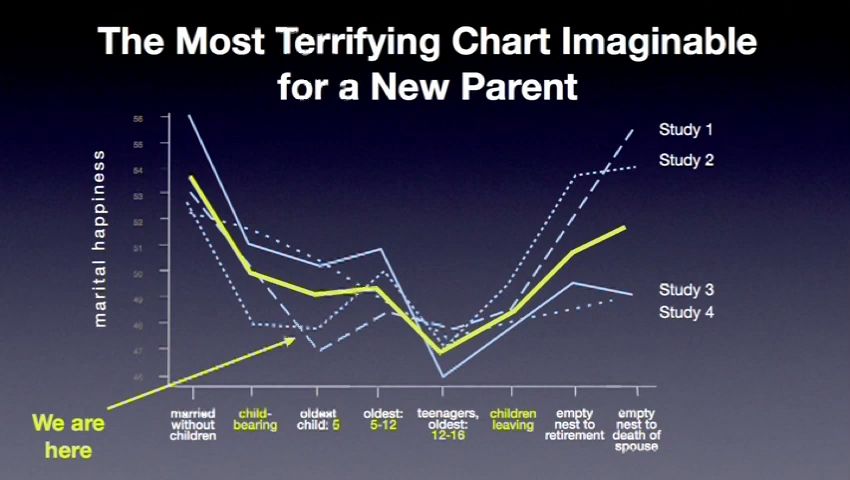 The Most Terrifying Chart Imaginable
for a New Parent
marital happiness
56
55
54
53
52
51
50
49
48
47
46
Study 1
Study 2
Study 3
Study 4
We are
here
married
without
children
child-
bearing
oldest
child: 5
oldest:
5-12
teenagers,
oldest:
12-16
children
leaving
empty
nest to
retirement
empty
nest to
death of
spouse